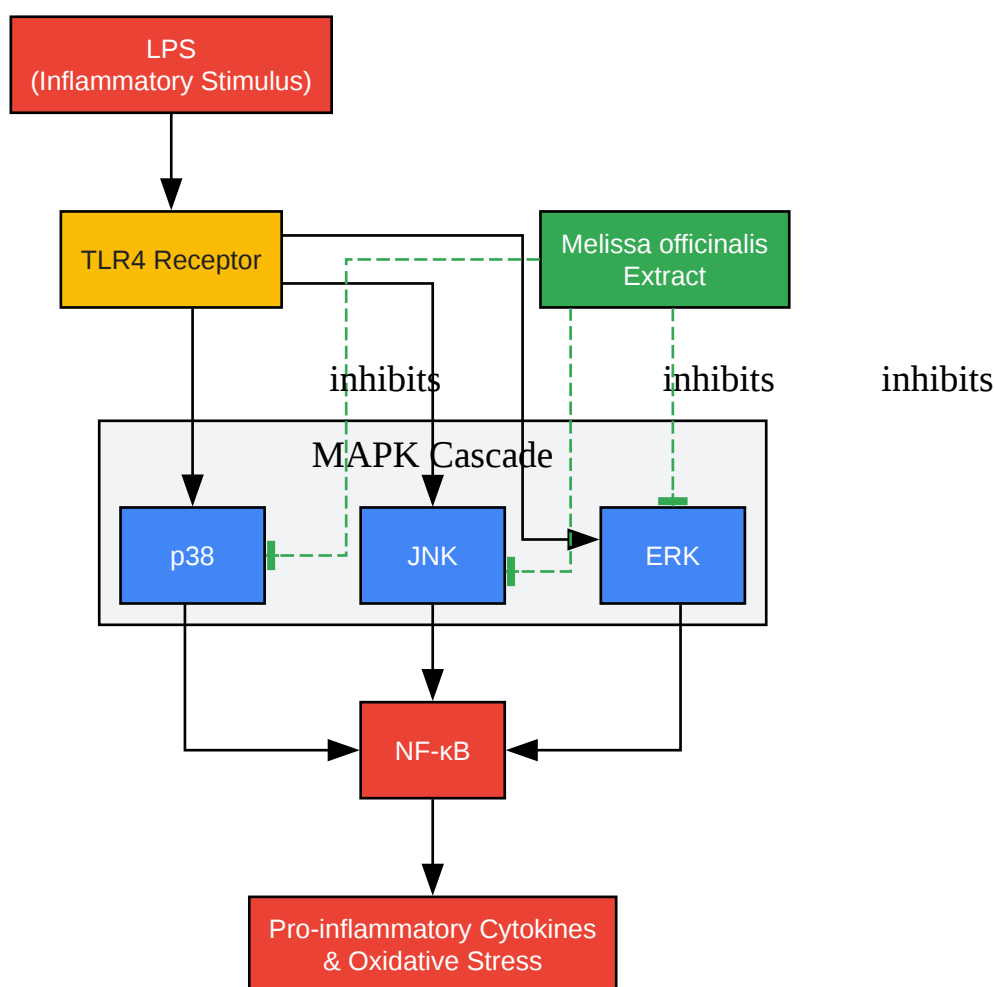 LPS
(Inflammatory Stimulus)
TLR4 Receptor
Melissa officinalis
Extract
inhibits
inhibits
inhibits
MAPK Cascade
p38
JNK
ERK
NF-κB
Pro-inflammatory Cytokines
& Oxidative Stress